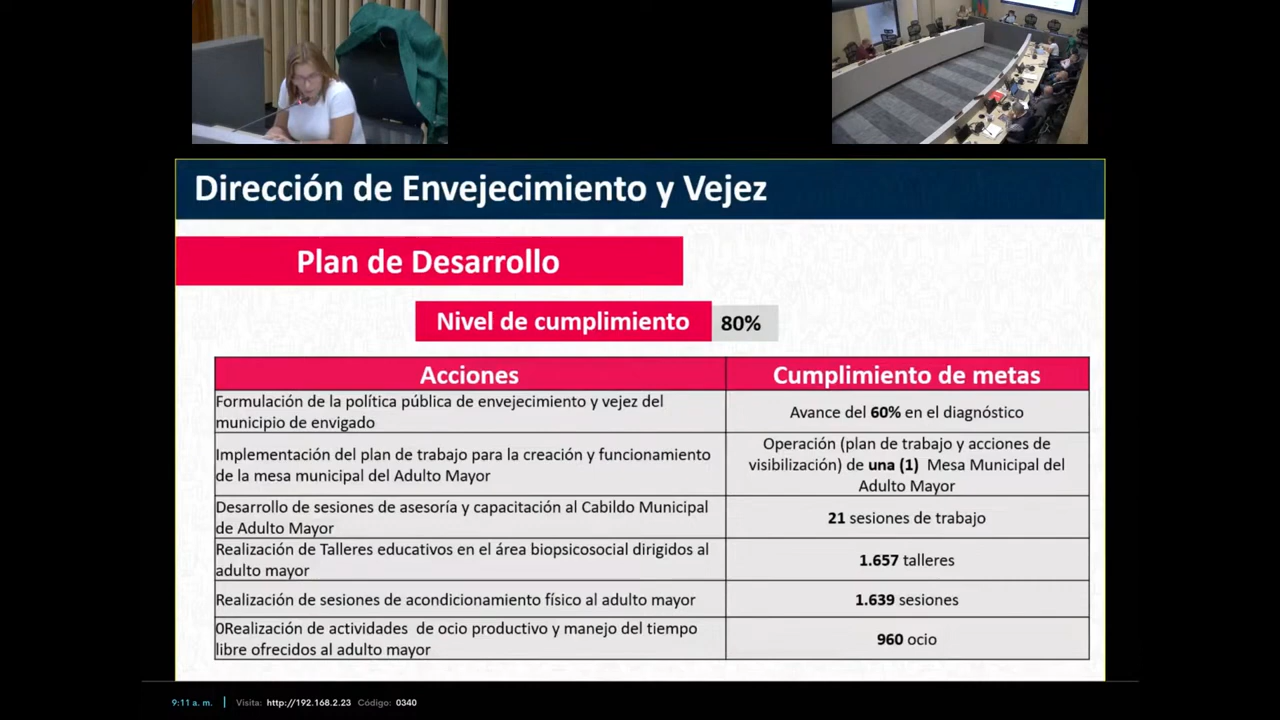 Dirección de Envejecimiento y Vejez
Plan de Desarrollo
Nivel de cumplimiento
80%
Acciones
Cumplimiento de metas
Formulación de la política pública de envejecimiento y vejez del
municipio de envigado
Avance del 60% en el diagnóstico
Implementación del plan de trabajo para la creación y funcionamiento
de la mesa municipal del Adulto Mayor
Operación (plan de trabajo y acciones de
visibilización) de una (1) Mesa Municipal del
Adulto Mayor
Desarrollo de sesiones de asesoría y capacitación al Cabildo Municipal
de Adulto Mayor
21 sesiones de trabajo
Realización de Talleres educativos en el área biopsicosocial dirigidos al
adulto mayor
1.657 talleres
Realización de sesiones de acondicionamiento físico al adulto mayor
1.639 sesiones
0Realización de actividades de ocio productivo y manejo del tiempo
libre ofrecidos al adulto mayor
960 ocio
9:11 a. m. | Visita: http://192.168.2.23 Código: 0340